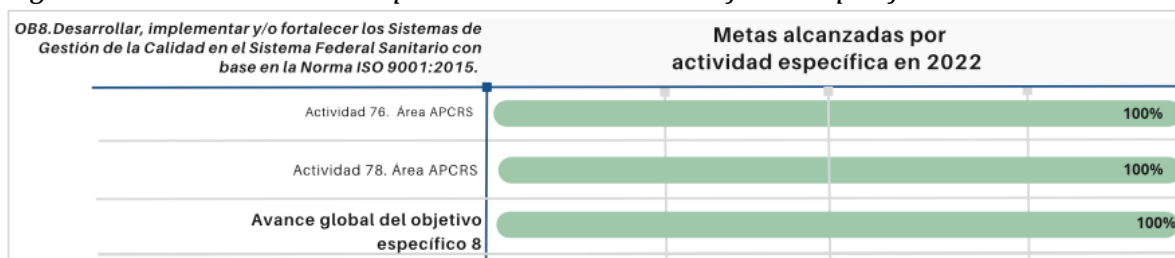 OB8.Desarrollar, implementar y/o fortalecer los Sistemas de
Gestión de la Calidad en el Sistema Federal Sanitario con
base en la Norma ISO 9001:2015.
Metas alcanzadas por
actividad específica en 2022
Actividad 76. Área APCRS
100%
Actividad 78. Área APCRS
100%
Avance global del objetivo
específico 8
100%